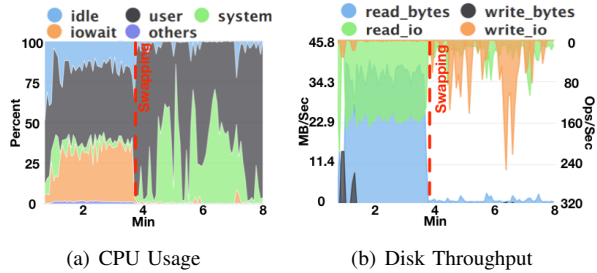 idle user system
iowait others
100
75
50
25
0
Percent
Swapping
2 4 6 8
Min
(a) CPU Usage
read_bytes write_bytes
read_io write_io
45.8
34.3
22.9
11.4
0
MB/Sec
Swapping
0
80
160
240
320
Ops/Sec
2 4 6 8
Min
(b) Disk Throughput